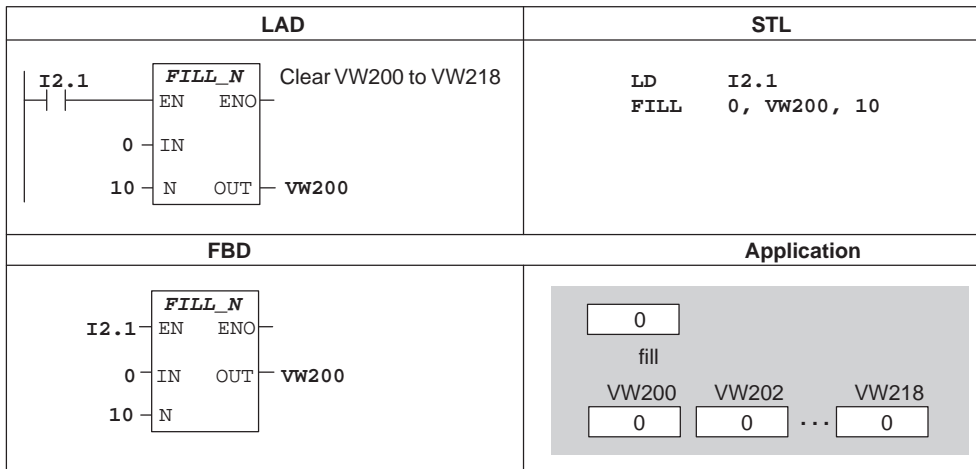 LAD
I2.1
FILL_N
Clear VW200 to VW218
EN ENO
0 IN
10 N OUT VW200
STL
LD I2.1
FILL 0, VW200, 10
FBD
FILL_N
I2.1 EN ENO
0 IN OUT VW200
10 N
Application
0
fill
VW200 VW202 VW218
0 0 ... 0